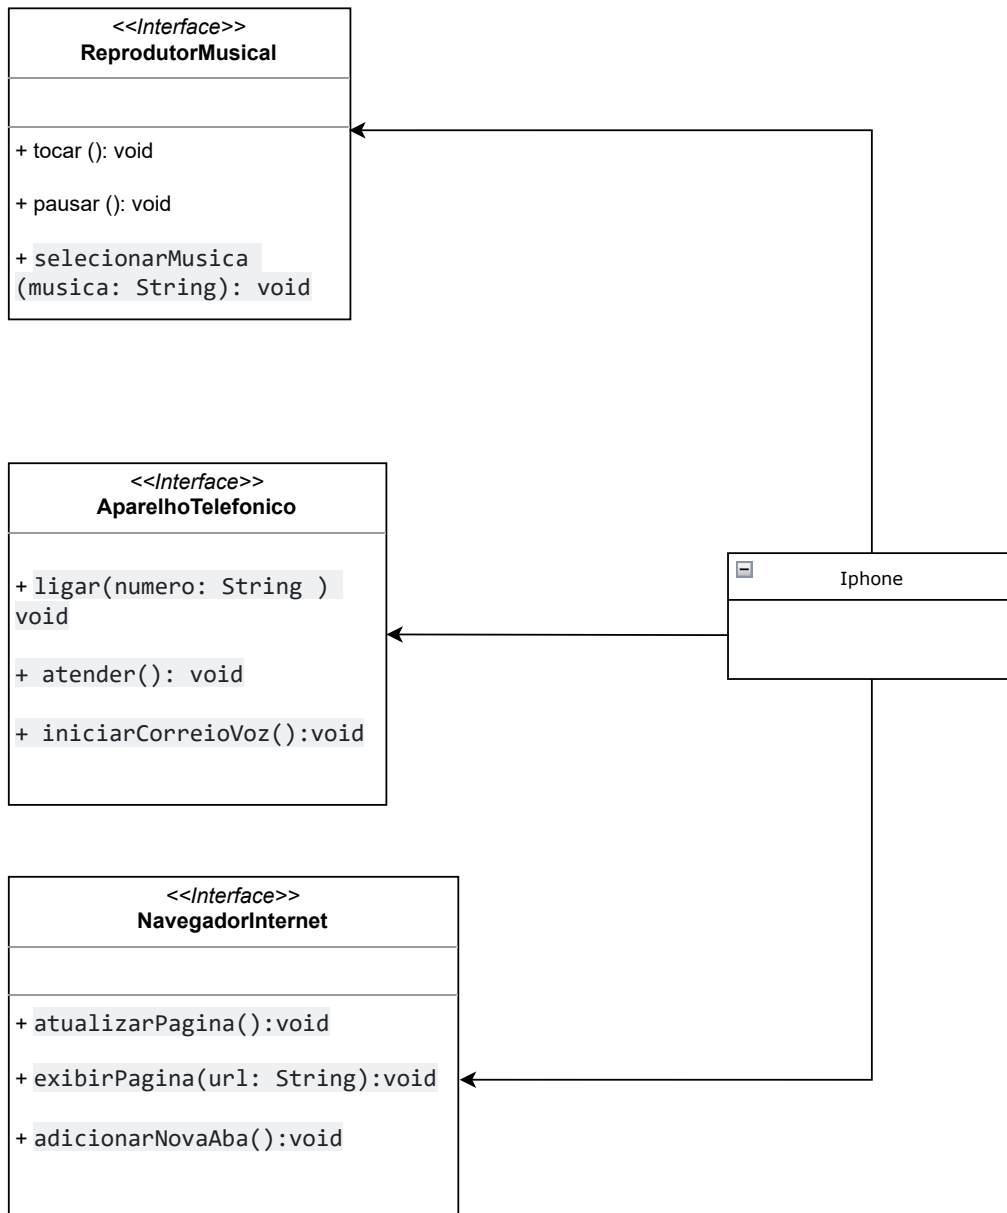 <<Interface>>
ReprodutorMusical
+ tocar (): void
+ pausar (): void
+ selecionarMusica
(musica: String): void
<<Interface>>
AparelhoTelefonico
+ ligar(numero: String )
void
+ atender(): void
+ iniciarCorreioVoz():void
Iphone
<<Interface>>
NavegadorInternet
+ atualizarPagina():void
+ exibirPagina(url: String):void
+ adicionarNovaAba():void